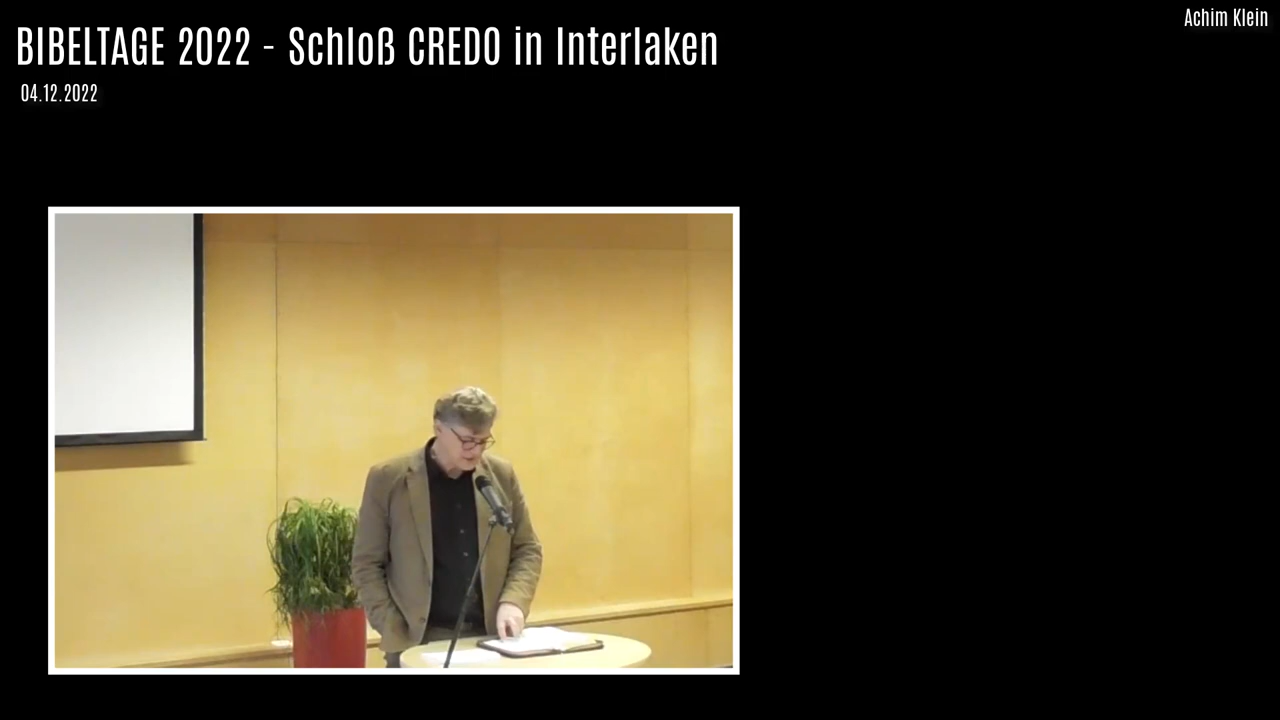 BIBELTAGE 2022 - Schloß CREDO in Interlaken
04.12.2022
Achim Klein